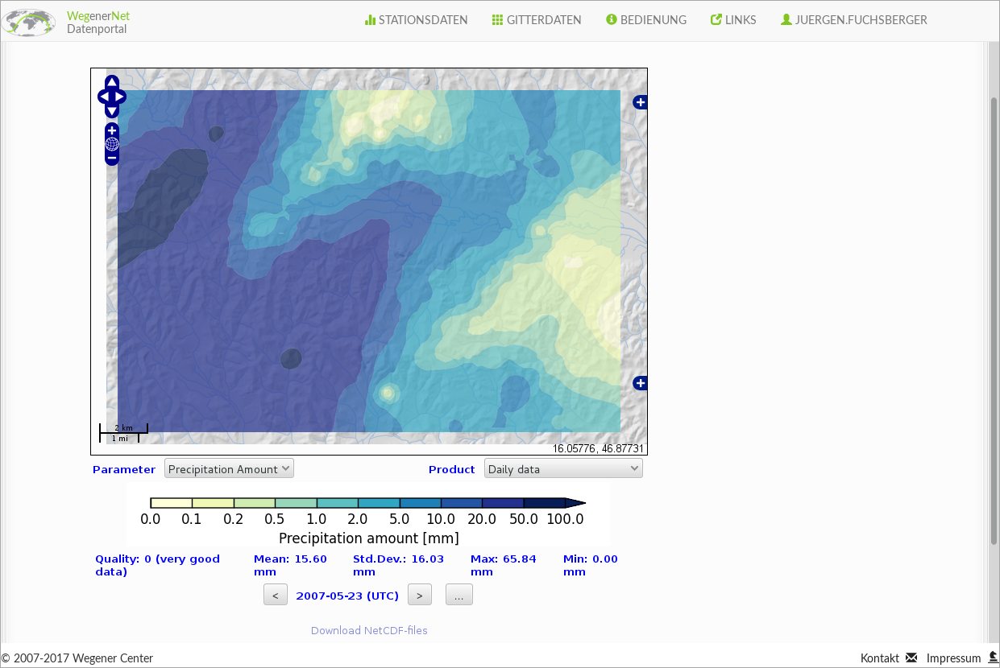 WegenerNet
Datenportal
STATIONSDATEN GITTERDATEN BEDIENUNG LINKS JUERGEN.FUCHSBERGER
2 km
1 mi
16.05776, 46.87731
Parameter Precipitation Amount Product Daily data
0.0 0.1 0.2 0.5 1.0 2.0 5.0 10.0 20.0 50.0 100.0
Precipitation amount [mm]
Quality: 0 (very good data) Mean: 15.60 mm Std.Dev.: 16.03 mm Max: 65.84 mm Min: 0.00 mm
< 2007-05-23 (UTC) > ...
Download NetCDF-files
© 2007-2017 Wegener Center Kontakt Impressum